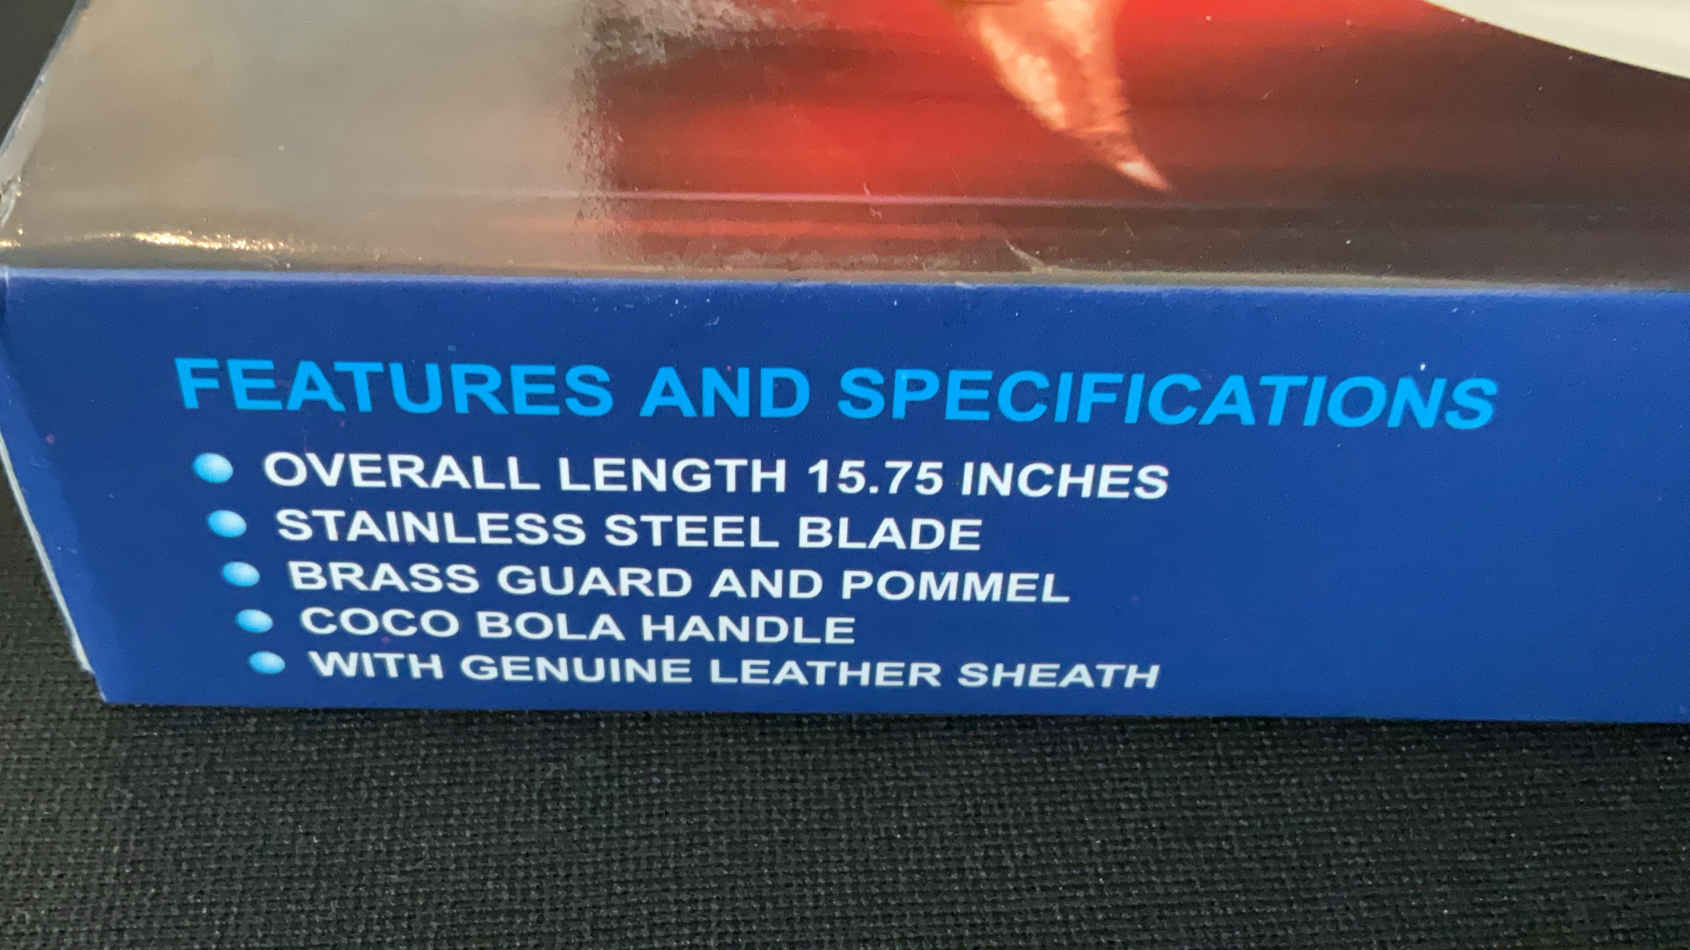 FEATURES AND SPECIFICATIONS
OVERALL LENGTH 15.75 INCHES
STAINLESS STEEL BLADE
BRASS GUARD AND POMMEL
COCO BOLA HANDLE
WITH GENUINE LEATHER SHEATH